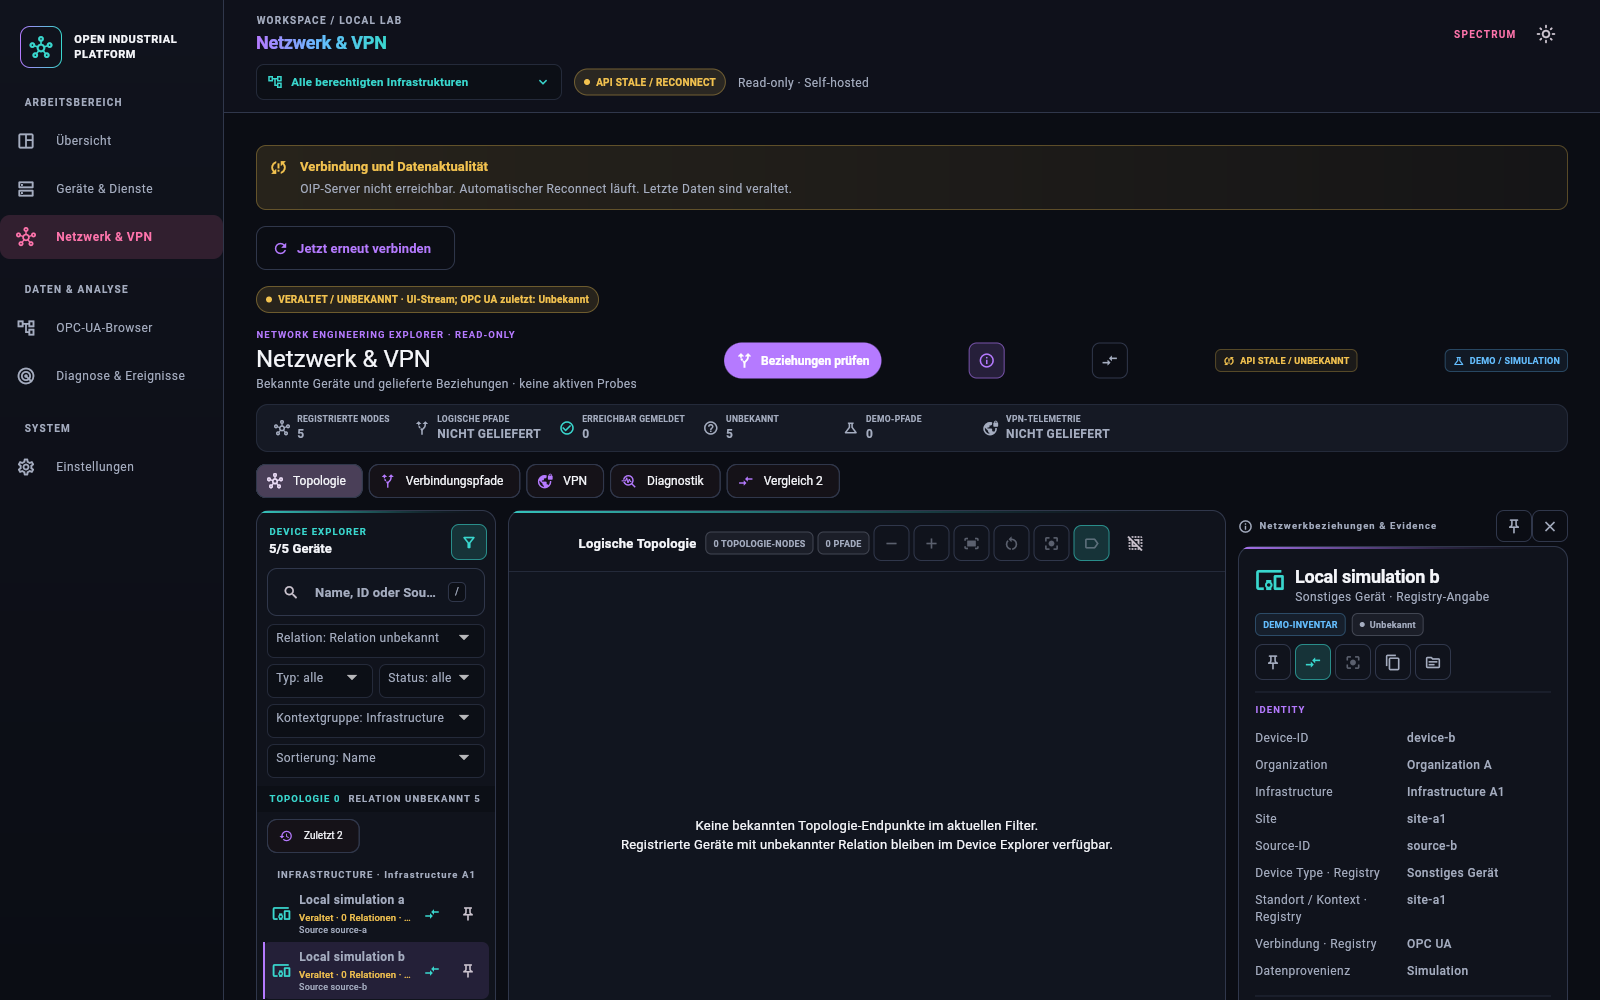 OPEN INDUSTRIAL
PLATFORM
ARBEITSBEREICH
Übersicht
Geräte & Dienste
Netzwerk & VPN
DATEN & ANALYSE
OPC-UA-Browser
Diagnose & Ereignisse
SYSTEM
Einstellungen
WORKSPACE / LOCAL LAB
Netzwerk & VPN
SPECTRUM
Alle berechtigten Infrastrukturen
API STALE / RECONNECT
Read-only · Self-hosted
Verbindung und Datenaktualität
OIP-Server nicht erreichbar. Automatischer Reconnect läuft. Letzte Daten sind veraltet.
Jetzt erneut verbinden
VERALTET / UNBEKANNT · UI-Stream; OPC UA zuletzt: Unbekannt
NETWORK ENGINEERING EXPLORER · READ-ONLY
Netzwerk & VPN
Bekannte Geräte und gelieferte Beziehungen · keine aktiven Probes
Beziehungen prüfen
API STALE / UNBEKANNT
DEMO / SIMULATION
REGISTRIERTE NODES
5
LOGISCHE PFADE
NICHT GELIEFERT
ERREICHBAR GEMELDET
0
UNBEKANNT
5
DEMO-PFADE
0
VPN-TELEMETRIE
NICHT GELIEFERT
Topologie
Verbindungspfade
VPN
Diagnostik
Vergleich 2
DEVICE EXPLORER
5/5 Geräte
Name, ID oder Sou...
/
Relation: Relation unbekannt
Typ: alle
Status: alle
Kontextgruppe: Infrastructure
Sortierung: Name
TOPOLOGIE 0 RELATION UNBEKANNT 5
Zuletzt 2
INFRASTRUCTURE · Infrastructure A1
Local simulation a
Veraltet · 0 Relationen · ...
Source source-a
Local simulation b
Veraltet · 0 Relationen · ...
Source source-b
Logische Topologie
0 TOPOLOGIE-NODES
0 PFADE
Keine bekannten Topologie-Endpunkte im aktuellen Filter.
Registrierte Geräte mit unbekannter Relation bleiben im Device Explorer verfügbar.
Netzwerkbeziehungen & Evidence
Local simulation b
Sonstiges Gerät · Registry-Angabe
DEMO-INVENTAR
Unbekannt
IDENTITY
Device-ID device-b
Organization Organization A
Infrastructure Infrastructure A1
Site site-a1
Source-ID source-b
Device Type · Registry Sonstiges Gerät
Standort / Kontext · site-a1
Registry
Verbindung · Registry OPC UA
Datenprovenienz Simulation